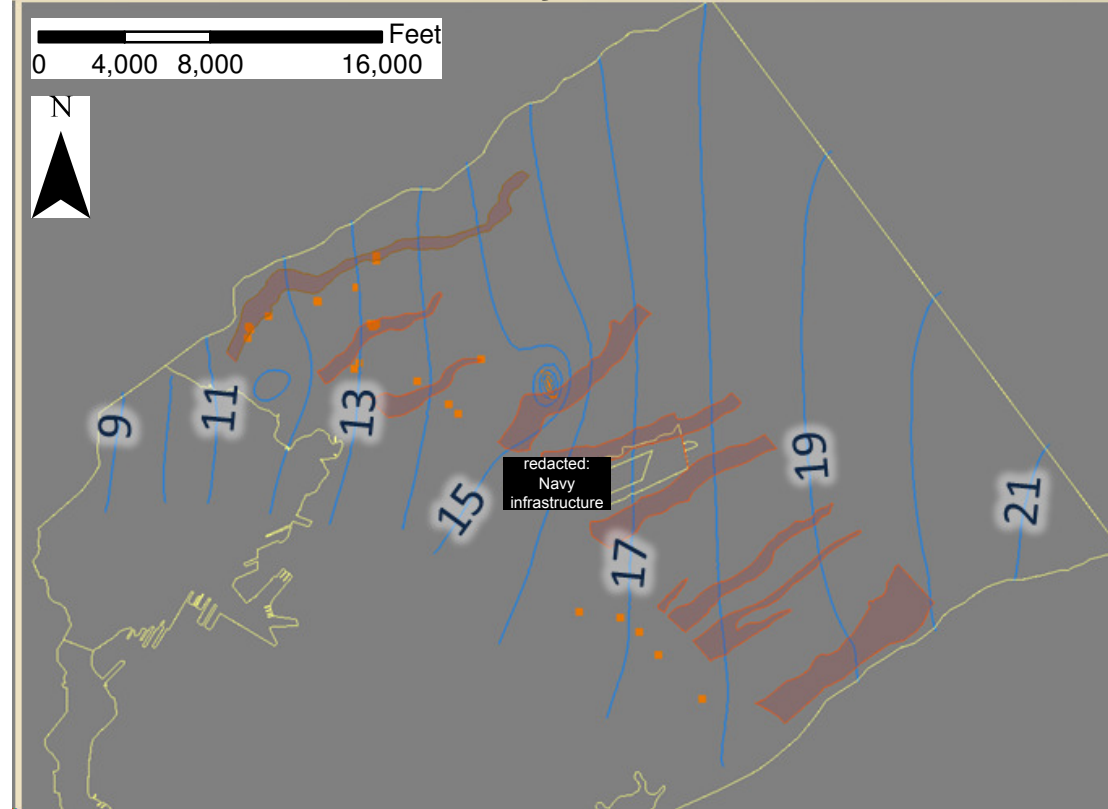 Feet
0 4,000 8,000 16,000
N
9
11
13
15
17
19
21
redacted:
Navy
infrastructure